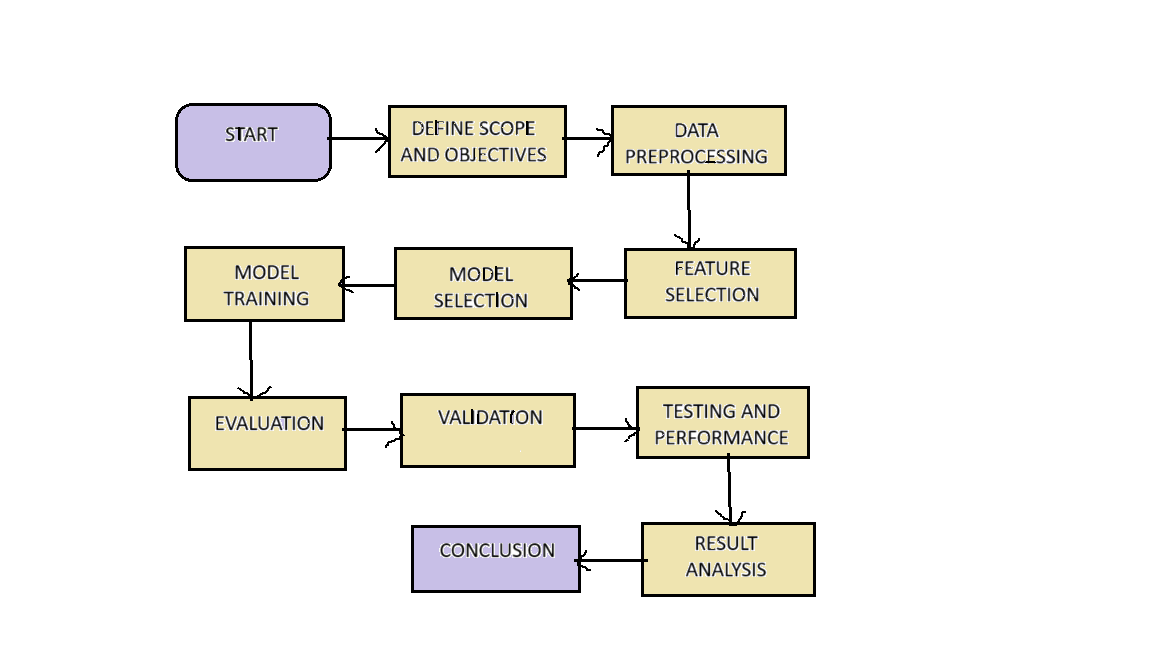 START
DEFINE SCOPE
AND OBJECTIVES
DATA
PREPROCESSING
FEATURE
SELECTION
MODEL
SELECTION
MODEL
TRAINING
EVALUATION
VALIDATION
TESTING AND
PERFORMANCE
RESULT
ANALYSIS
CONCLUSION